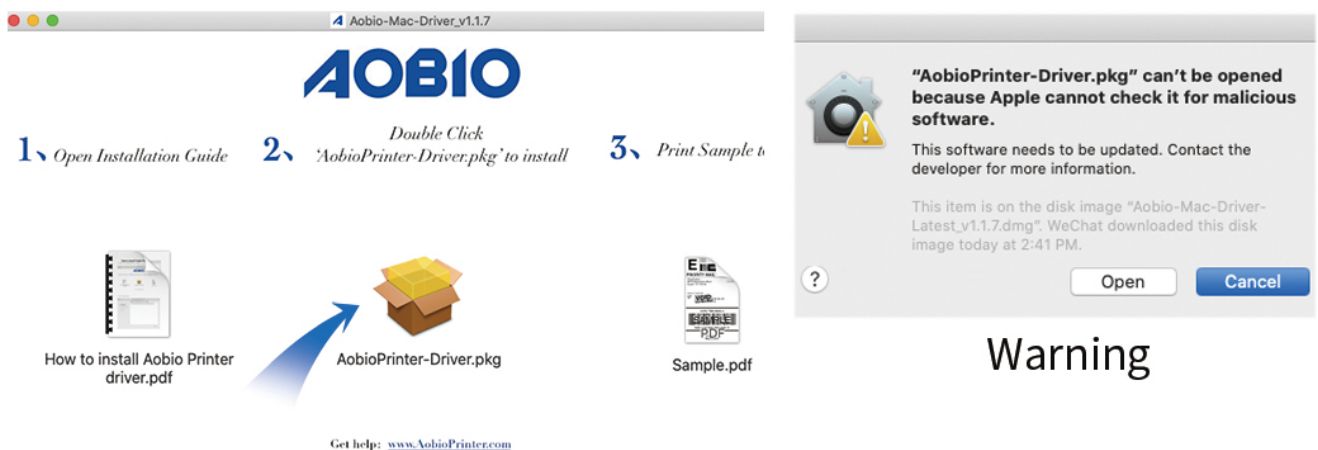 Aobio-Mac-Driver_v1.1.7
AOBIO
1、 Open Installation Guide
2、 Double Click
'AobioPrinter-Driver.pkg' to install
3、 Print Sample t
How to install Aobio Printer
driver.pdf
AobioPrinter-Driver.pkg
SAMPLE
PDF
Sample.pdf
Get help: www.AobioPrinter.com
“AobioPrinter-Driver.pkg” can’t be opened
because Apple cannot check it for malicious
software.
This software needs to be updated. Contact the
developer for more information.
This item is on the disk image “Aobio-Mac-Driver-
Latest_v1.1.7.dmg”. WeChat downloaded this disk
image today at 2:41 PM.
?
Open
Cancel
Warning